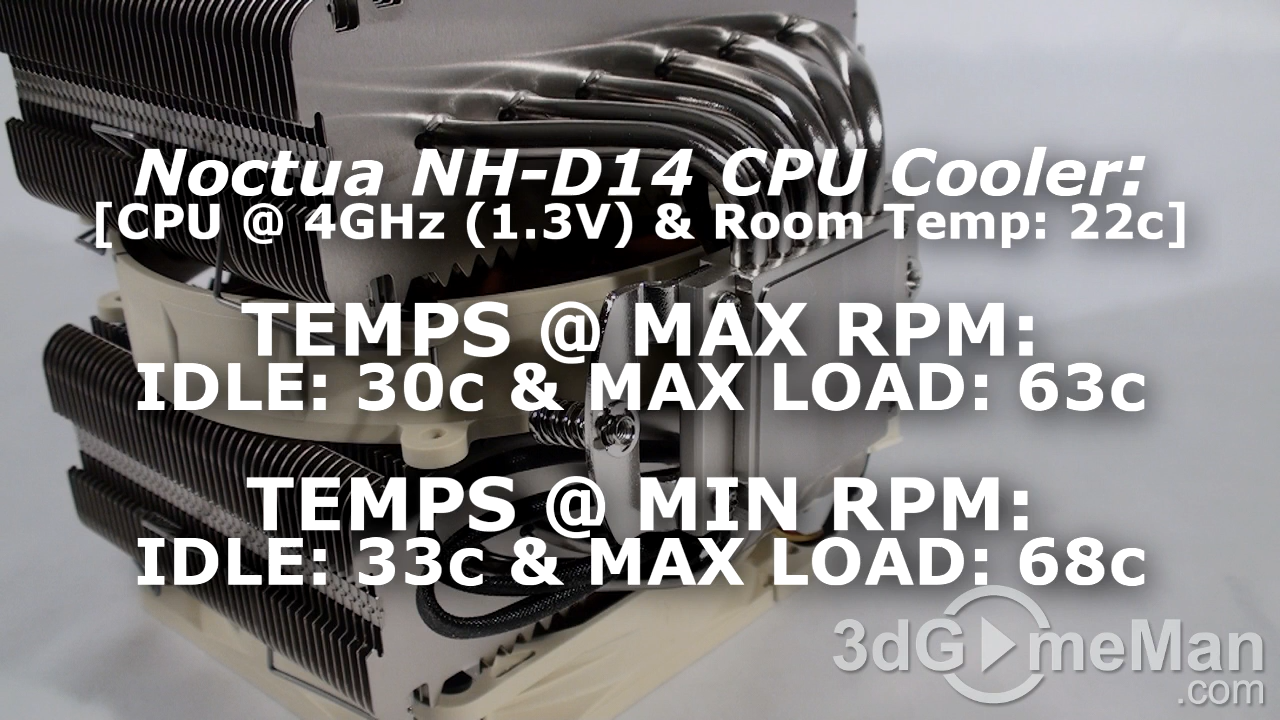 Noctua NH-D14 CPU Cooler:
[CPU @ 4GHz (1.3V) & Room Temp: 22c]
TEMPS @ MAX RPM:
IDLE: 30c & MAX LOAD: 63c
TEMPS @ MIN RPM:
IDLE: 33c & MAX LOAD: 68c
3dGameMan
.com